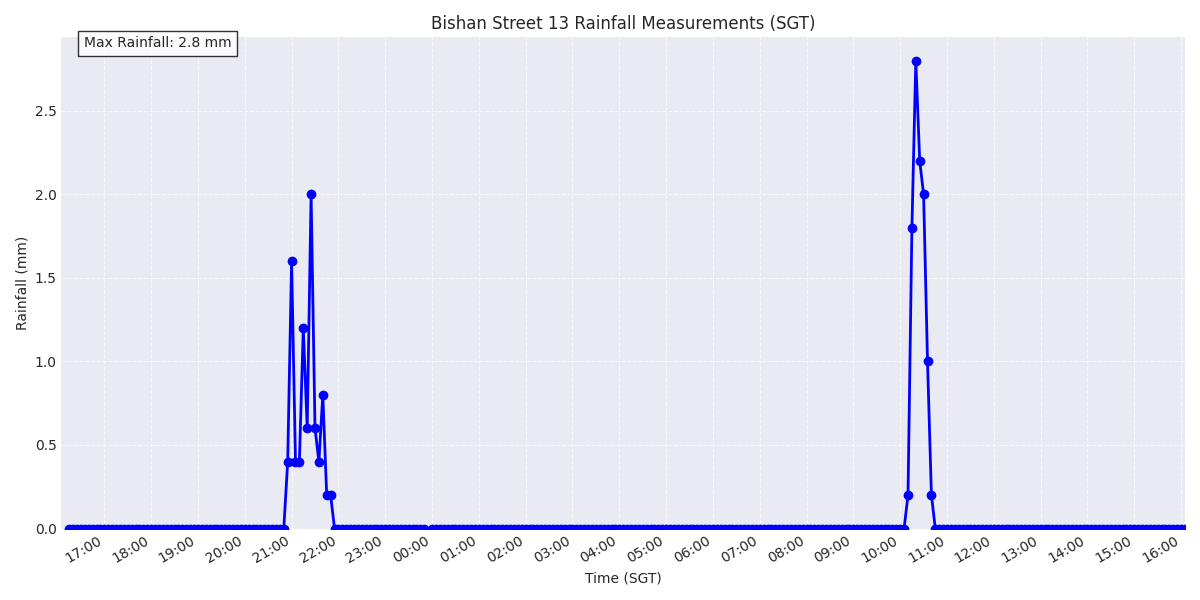 Bishan Street 13 Rainfall Measurements (SGT)
Max Rainfall: 2.8 mm
Rainfall (mm)
2.5
2.0
1.5
1.0
0.5
0.0
17:00 18:00 19:00 20:00 21:00 22:00 23:00 00:00 01:00 02:00 03:00 04:00 05:00 06:00 07:00 08:00 09:00 10:00 11:00 12:00 13:00 14:00 15:00 16:00
Time (SGT)